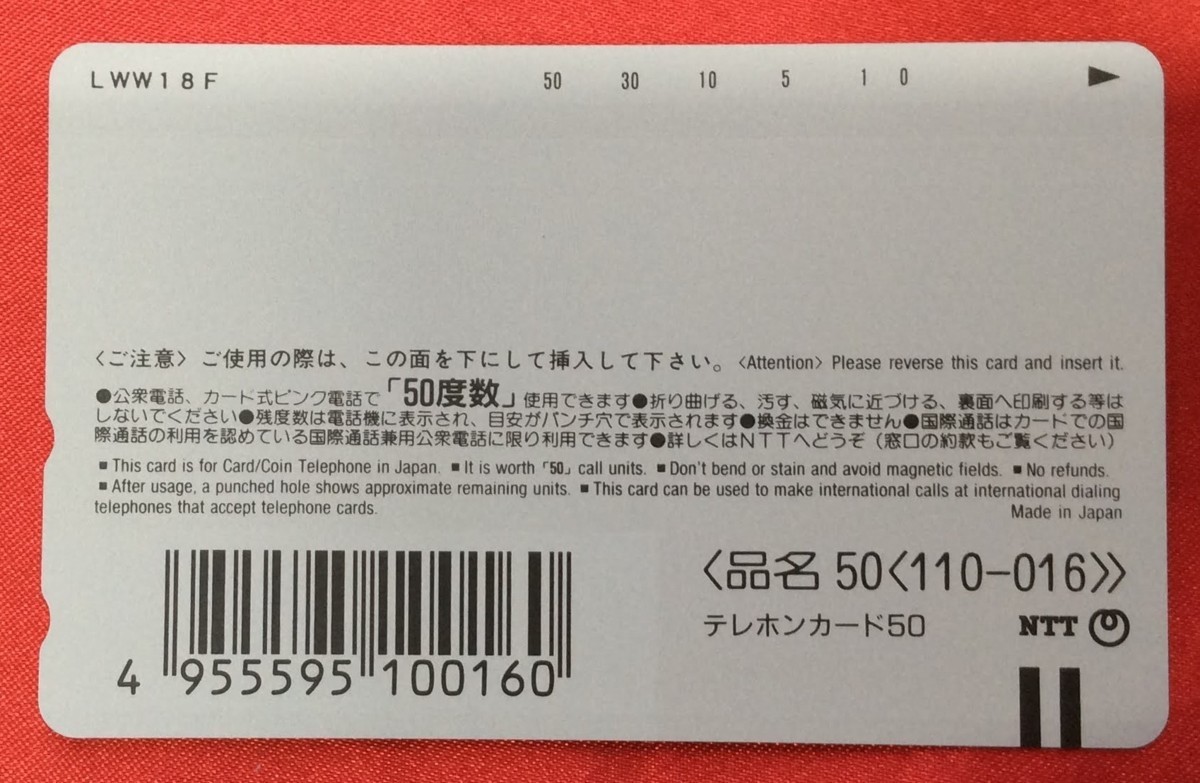 LWW18F 50 30 10 5 1 0 ▶
〈ご注意〉ご使用の際は、この面を下にして挿入して下さい。〈Attention〉Please reverse this card and insert it.
●公衆電話、カード式ピンク電話で「50度数」使用できます●折り曲げる、汚す、磁気に近づける、裏面へ印刷する等は
しないでください●残度数は電話機に表示され、目安がパンチ穴で表示されます●換金はできません●国際通話はカードでの国
際通話の利用を認めている国際通話兼用公衆電話に限り利用できます●詳しくはNTTへどうぞ（窓口の約款もご覧ください）
■This card is for Card/Coin Telephone in Japan. ■It is worth「50」call units. ■Don't bend or stain and avoid magnetic fields. ■No refunds.
■After usage, a punched hole shows approximate remaining units. ■This card can be used to make international calls at international dialing
telephones that accept telephone cards. Made in Japan
〈品名 50〈110-016〉〉
テレホンカード50 NTT
4 955595 100160